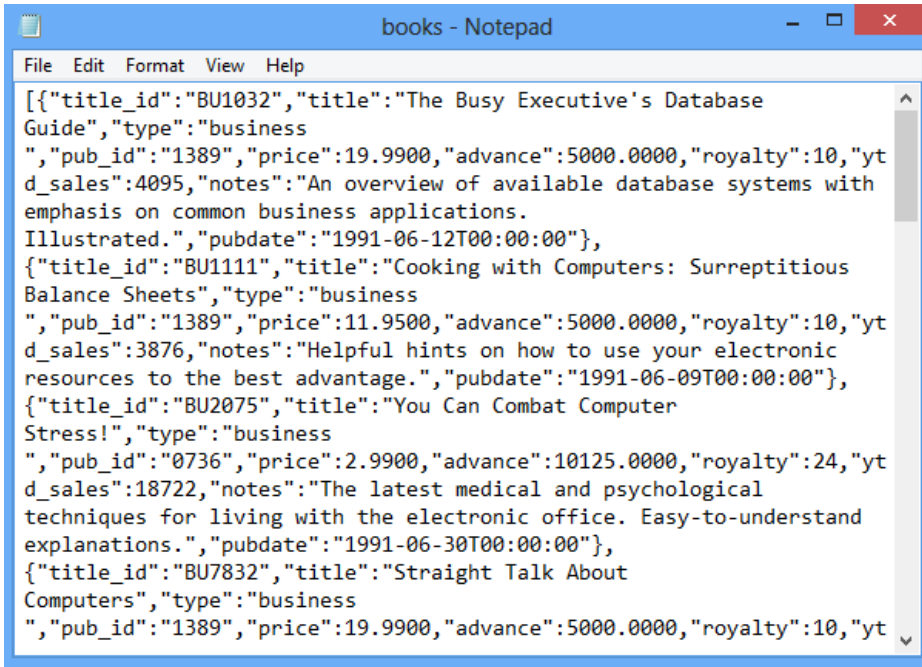 books - Notepad
File Edit Format View Help
[{"title_id":"BU1032","title":"The Busy Executive's Database
Guide","type":"business
","pub_id":"1389","price":19.9900,"advance":5000.0000,"royalty":10,"yt
d_sales":4095,"notes":"An overview of available database systems with
emphasis on common business applications.
Illustrated.","pubdate":"1991-06-12T00:00:00"},
{"title_id":"BU1111","title":"Cooking with Computers: Surreptitious
Balance Sheets","type":"business
","pub_id":"1389","price":11.9500,"advance":5000.0000,"royalty":10,"yt
d_sales":3876,"notes":"Helpful hints on how to use your electronic
resources to the best advantage.","pubdate":"1991-06-09T00:00:00"},
{"title_id":"BU2075","title":"You Can Combat Computer
Stress!","type":"business
","pub_id":"0736","price":2.9900,"advance":10125.0000,"royalty":24,"yt
d_sales":18722,"notes":"The latest medical and psychological
techniques for living with the electronic office. Easy-to-understand
explanations.","pubdate":"1991-06-30T00:00:00"},
{"title_id":"BU7832","title":"Straight Talk About
Computers","type":"business
","pub_id":"1389","price":19.9900,"advance":5000.0000,"royalty":10,"yt